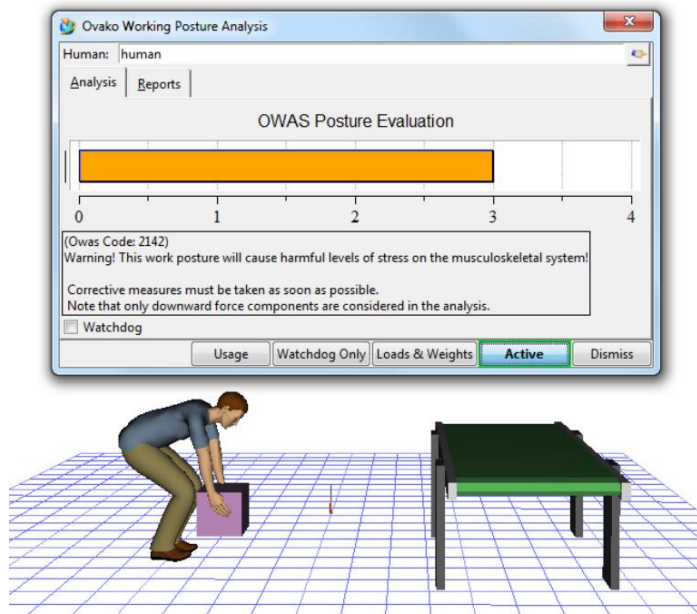 Ovako Working Posture Analysis
Human: human
Analysis Reports
OWAS Posture Evaluation
0 1 2 3 4
(Owas Code: 2142)
Warning! This work posture will cause harmful levels of stress on the musculoskeletal system!
Corrective measures must be taken as soon as possible.
Note that only downward force components are considered in the analysis.
Watchdog
Usage Watchdog Only Loads & Weights Active Dismiss